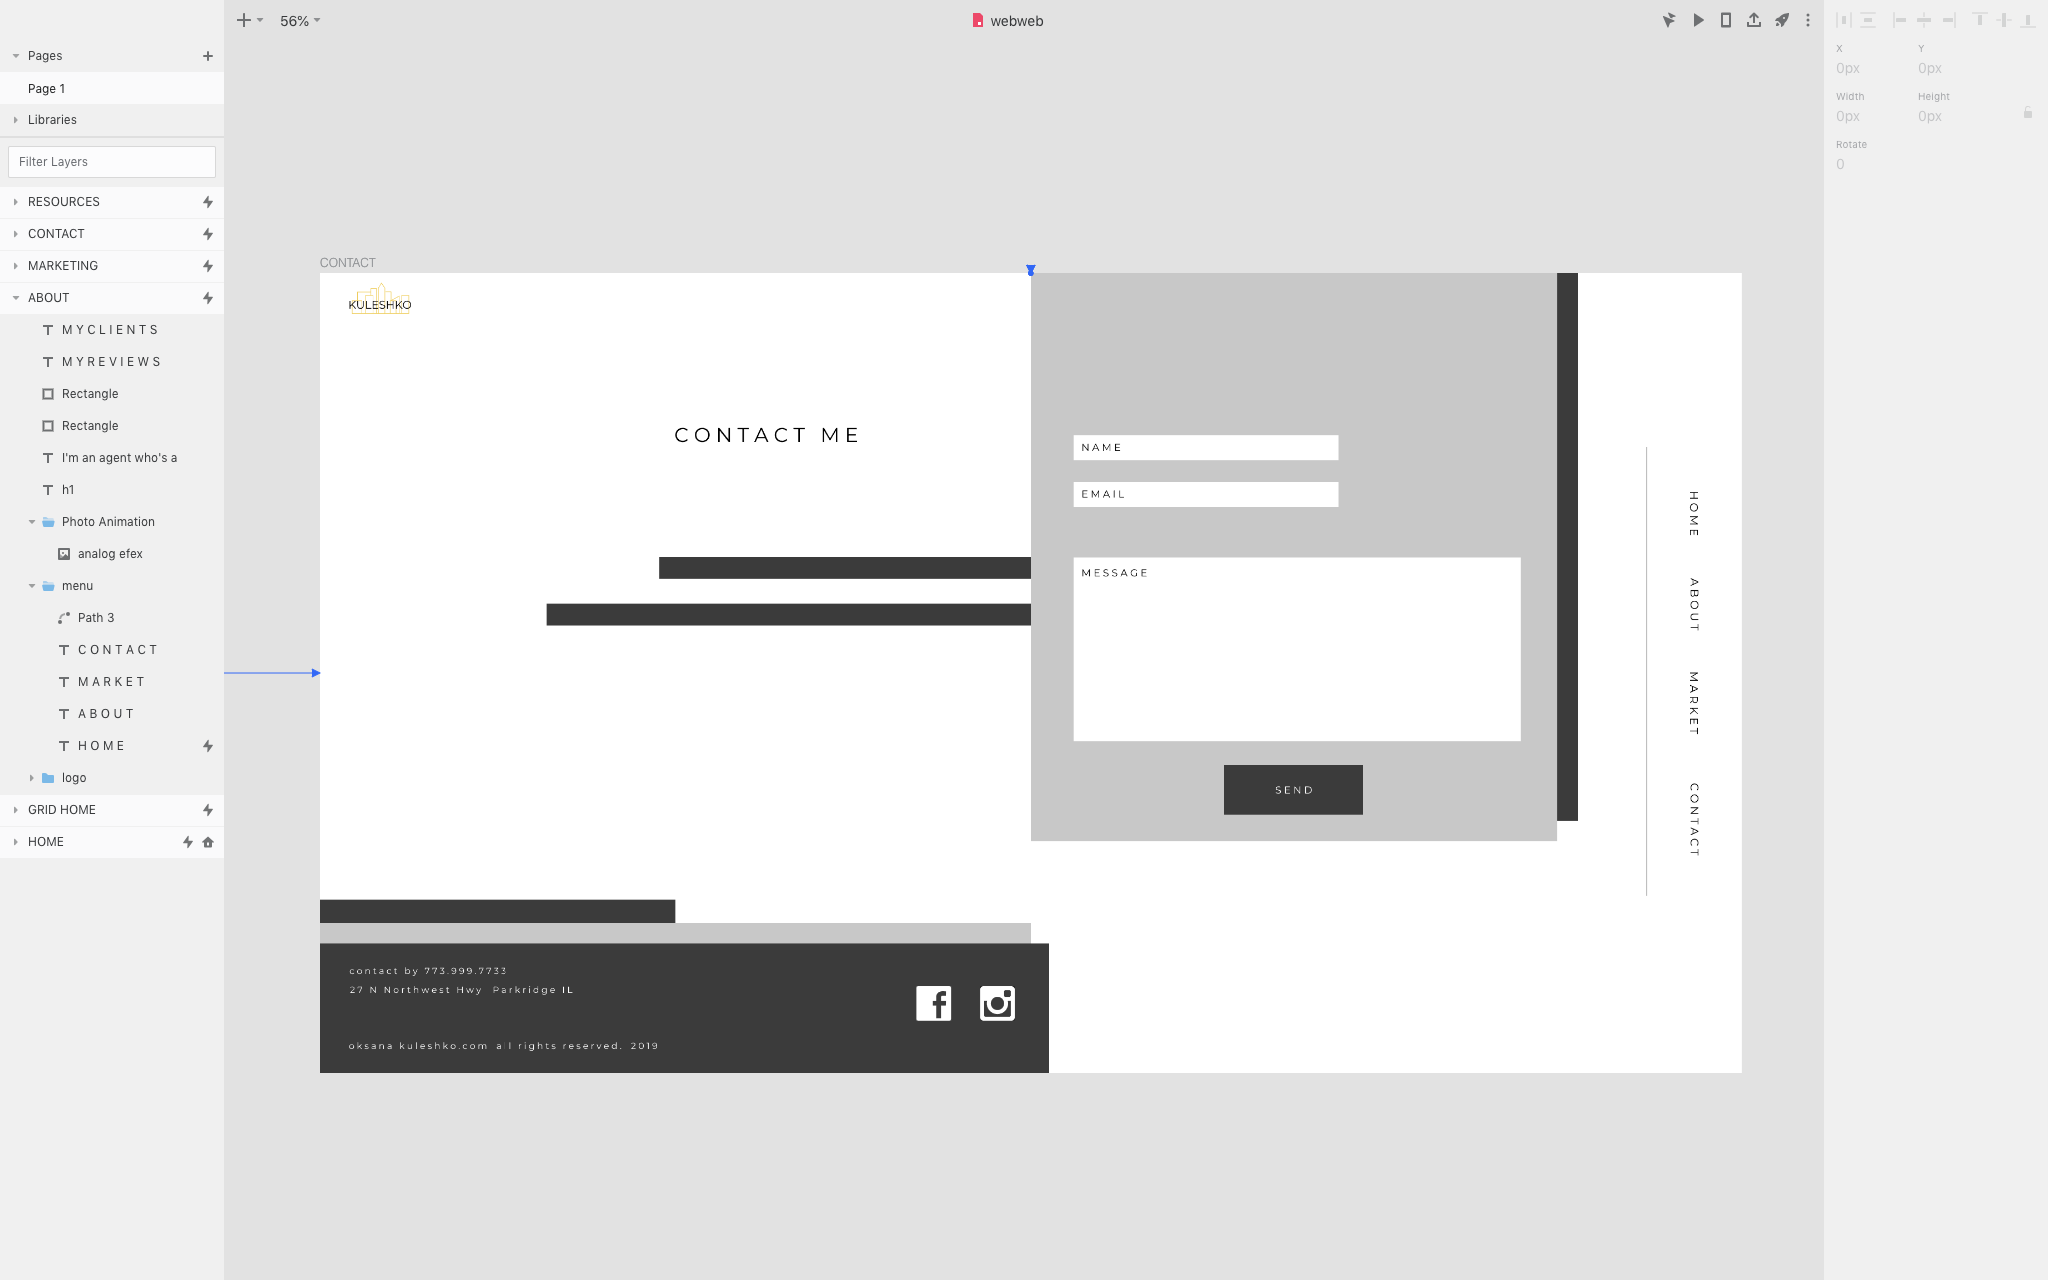 56%
webweb
Pages
Page 1
Libraries
Filter Layers
RESOURCES
CONTACT
MARKETING
ABOUT
M Y C L I E N T S
M Y R E V I E W S
Rectangle
Rectangle
I'm an agent who's a
h1
Photo Animation
analog efex
menu
Path 3
C O N T A C T
M A R K E T
A B O U T
H O M E
logo
GRID HOME
HOME
CONTACT
KULESHKO
CONTACT ME
NAME
EMAIL
MESSAGE
SEND
HOME
ABOUT
MARKET
CONTACT
contact by 773.999.7733
27 N Northwest Hwy Parkridge IL
oksana kuleshko.com all rights reserved. 2019
X
Y
0px
0px
Width
Height
0px
0px
Rotate
0